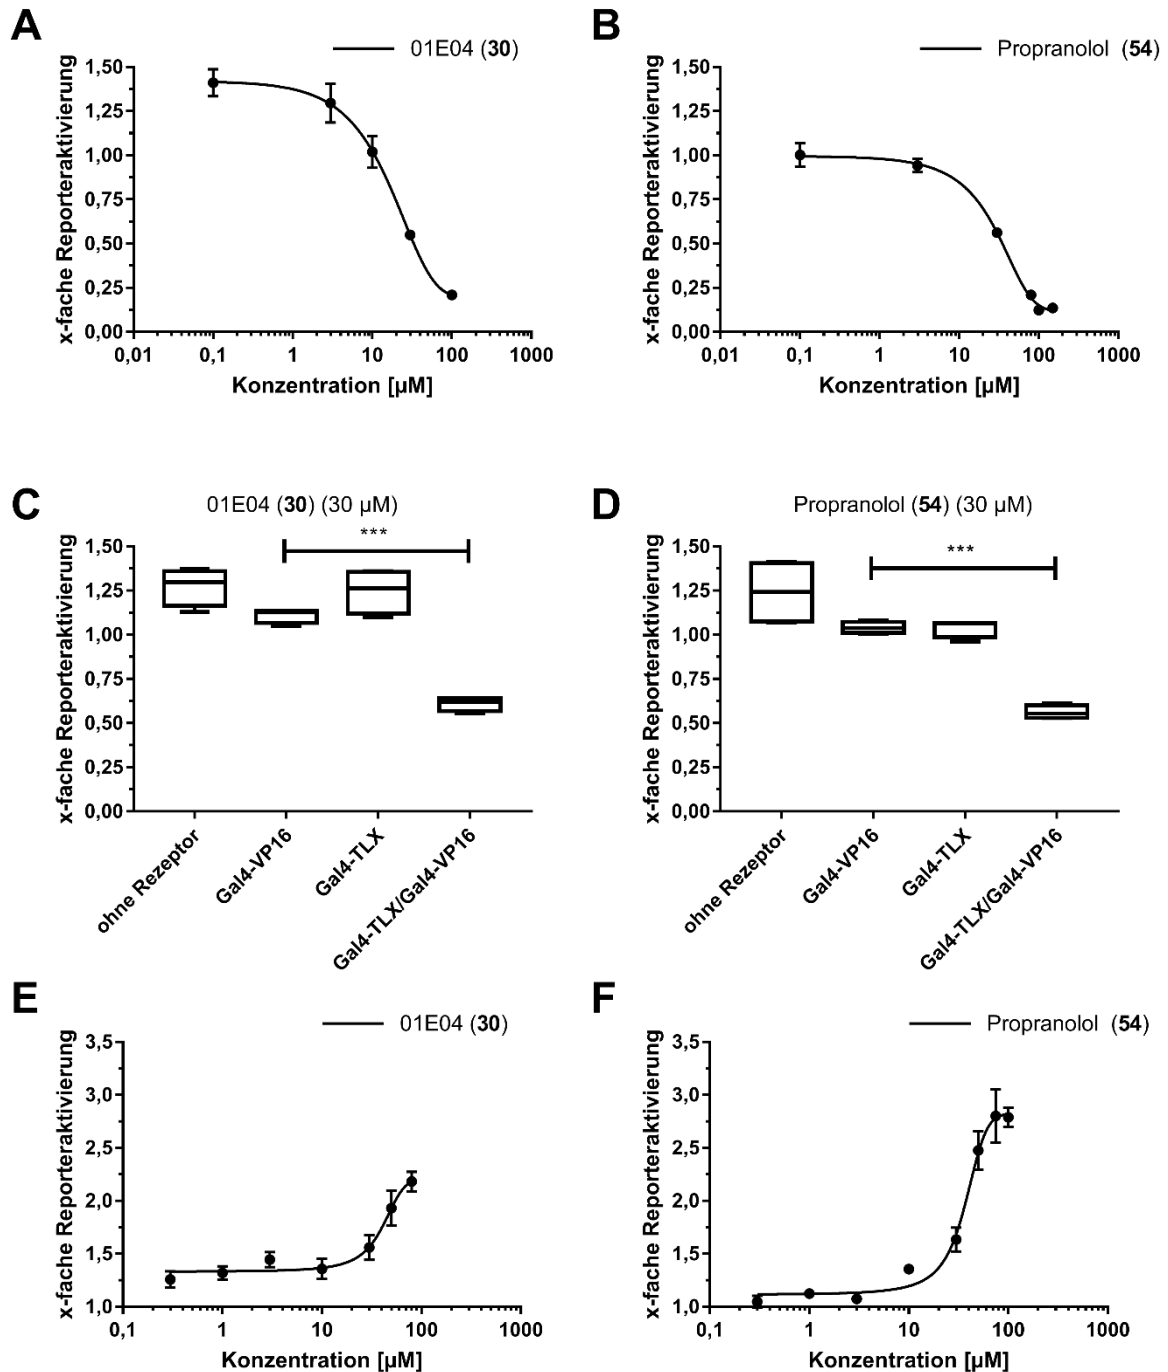 A
01E04 (30)
x-fache Reporteraktivierung
1,50
1,25
1,00
0,75
0,50
0,25
0,00
0,01
0,1
1
10
100
1000
Konzentration [µM]
B
Propranolol (54)
x-fache Reporteraktivierung
1,50
1,25
1,00
0,75
0,50
0,25
0,00
0,01
0,1
1
10
100
1000
Konzentration [µM]
C
01E04 (30) (30 µM)
***
x-fache Reporteraktivierung
1,50
1,25
1,00
0,75
0,50
0,25
0,00
ohne Rezeptor
Gal4-VP16
Gal4-TLX
Gal4-TLX/Gal4-VP16
D
Propranolol (54) (30 µM)
***
x-fache Reporteraktivierung
1,50
1,25
1,00
0,75
0,50
0,25
0,00
ohne Rezeptor
Gal4-VP16
Gal4-TLX
Gal4-TLX/Gal4-VP16
E
01E04 (30)
x-fache Reporteraktivierung
3,5
3,0
2,5
2,0
1,5
1,0
0,1
1
10
100
1000
Konzentration [µM]
F
Propranolol (54)
x-fache Reporteraktivierung
3,5
3,0
2,5
2,0
1,5
1,0
0,1
1
10
100
1000
Konzentration [µM]